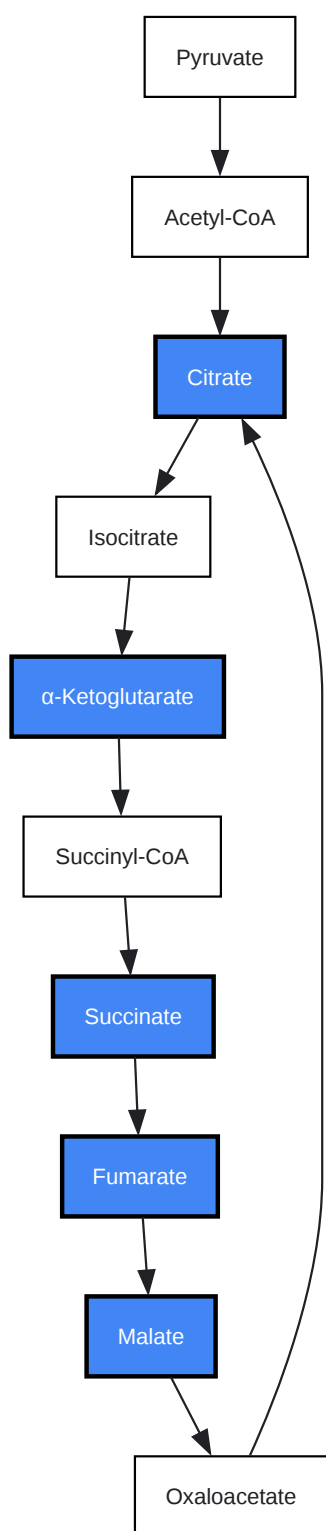 Pyruvate
Acetyl-CoA
Citrate
Isocitrate
α-Ketoglutarate
Succinyl-CoA
Succinate
Fumarate
Malate
Oxaloacetate